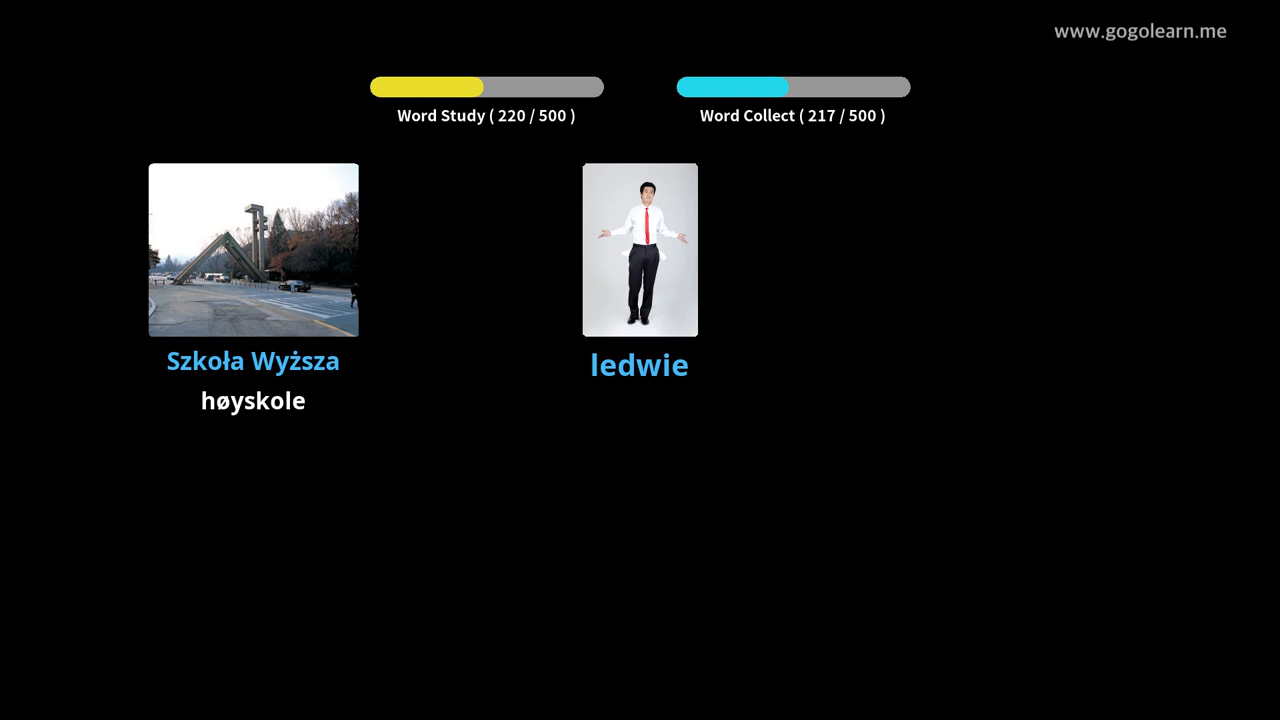 www.gogolearn.me
Word Study ( 220 / 500 )
Word Collect ( 217 / 500 )
Szkoła Wyższa
høyskole
ledwie